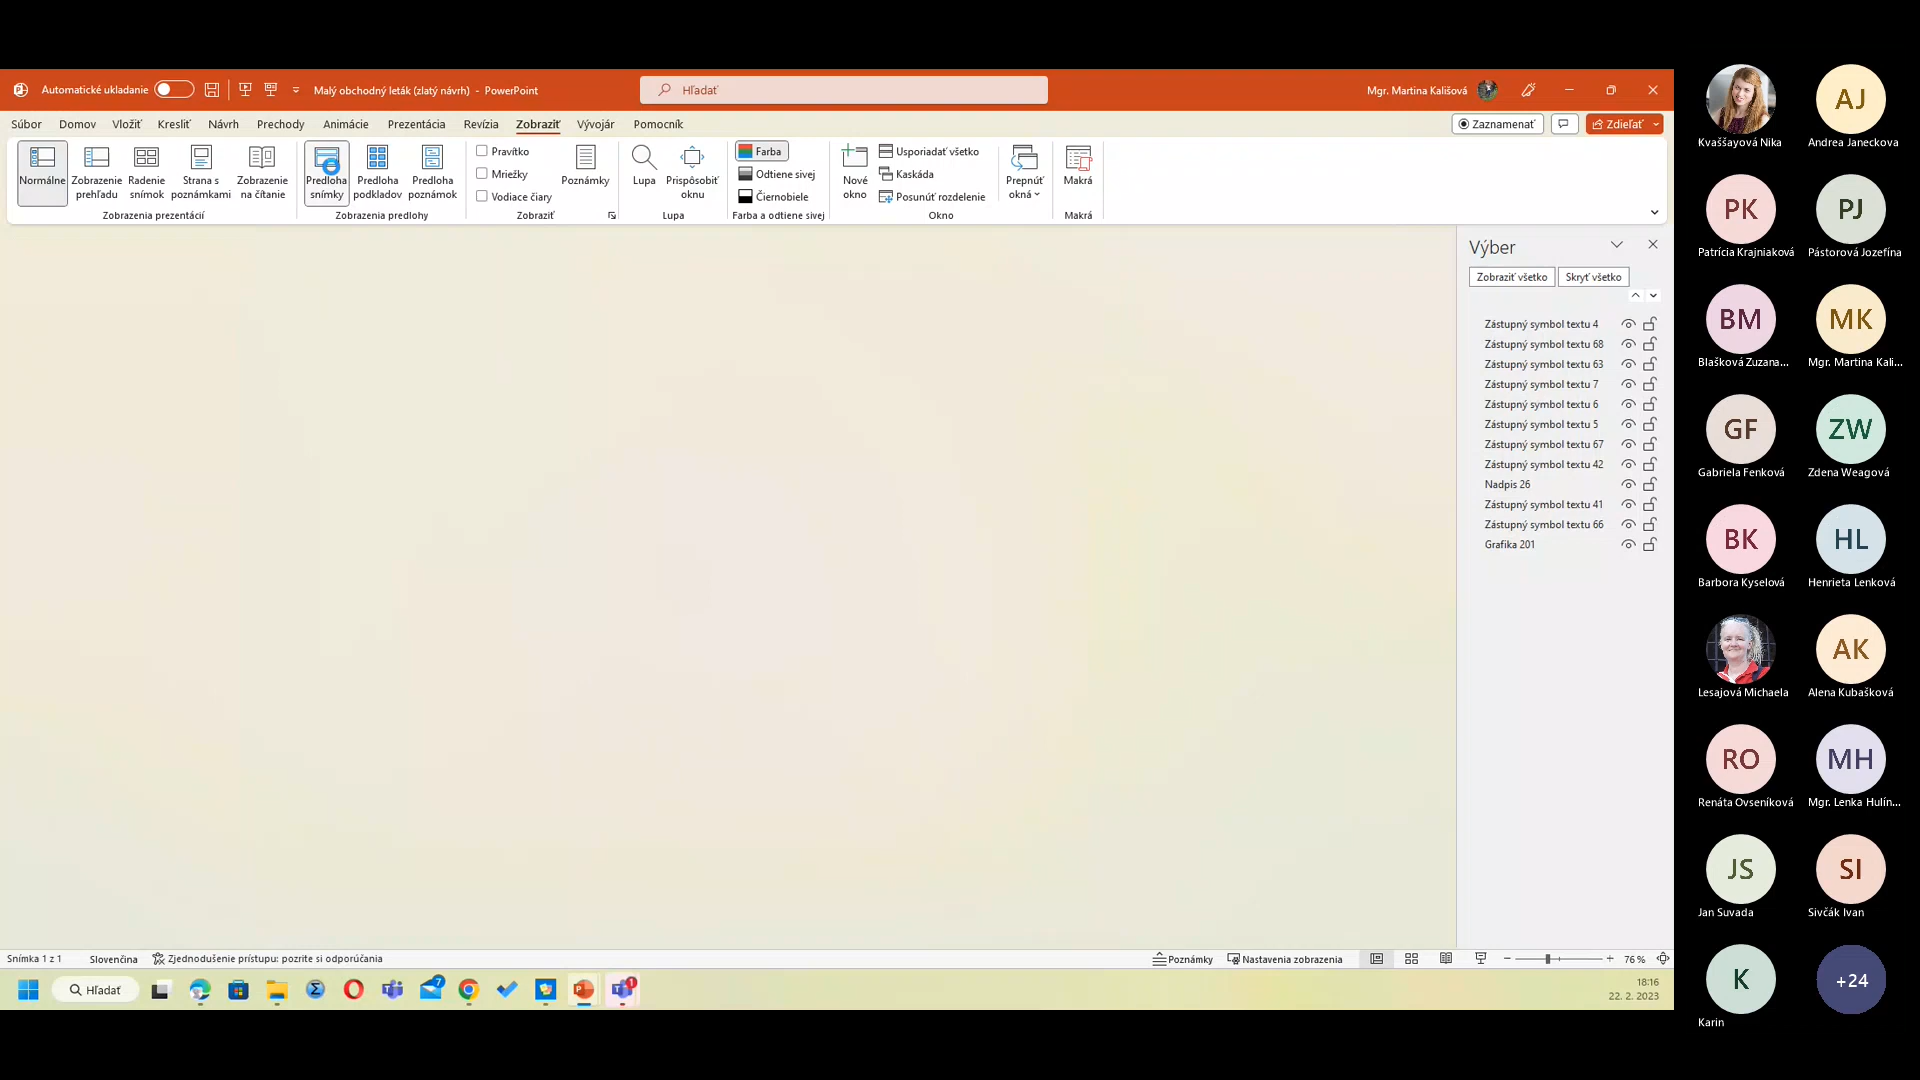 Automatické ukladanie
Malý obchodný leták (zlatý návrh) - PowerPoint
Hľadať
Mgr. Martina Kališová
Súbor Domov Vložiť Kresliť Návrh Prechody Animácie Prezentácia Revízia Zobraziť Vývojár Pomocník
Zaznamenať
Zdieľať
Normálne
Zobrazenie prehľadu
Radenie snímok
Strana s poznámkami
Zobrazenie na čítanie
Zobrazenia prezentácií
Predloha snímky
Predloha podkladov
Predloha poznámok
Zobrazenia predlohy
Pravítko
Mriežky
Vodiace čiary
Poznámky
Zobraziť
Lupa
Prispôsobiť oknu
Lupa
Farba
Odtiene sivej
Čiernobiele
Farba a odtiene sivej
Nové okno
Usporiadať všetko
Kaskáda
Posunúť rozdelenie
Okno
Prepnúť okná
Makrá
Makrá
Výber
Zobraziť všetko
Skryť všetko
Zástupný symbol textu 4
Zástupný symbol textu 68
Zástupný symbol textu 63
Zástupný symbol textu 7
Zástupný symbol textu 6
Zástupný symbol textu 5
Zástupný symbol textu 67
Zástupný symbol textu 42
Nadpis 26
Zástupný symbol textu 41
Zástupný symbol textu 66
Grafika 201
Snímka 1 z 1
Slovenčina
Zjednodušenie prístupu: pozrite si odporúčania
Poznámky
Nastavenia zobrazenia
76 %
Hľadať
7
1
18:16
22. 2. 2023
Kvaššayová Nika
AJ
Andrea Janeckova
PK
Patrícia Krajniaková
PJ
Pástorová Jozefína
BM
Blašková Zuzana...
MK
Mgr. Martina Kali...
GF
Gabriela Fenková
ZW
Zdena Weagová
BK
Barbora Kyselová
HL
Henrieta Lenková
Lesajová Michaela
AK
Alena Kubašková
RO
Renáta Ovseníková
MH
Mgr. Lenka Hulín...
JS
Jan Suvada
SI
Sivčák Ivan
K
Karin
+24